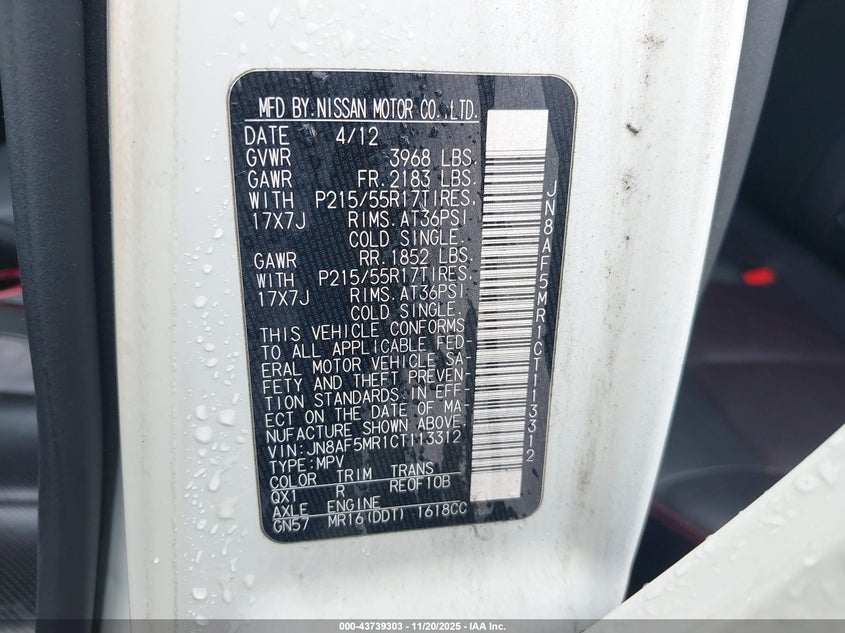 MFD BY. NISSAN MOTOR CO., LTD.
DATE 4/12
GVWR 3968 LBS.
GAWR FR. 2183 LBS.
WITH P215/55R17TIRES,
17X7J RIMS. AT36PSI
COLD SINGLE.
GAWR RR. 1852 LBS.
WITH P215/55R17TIRES,
17X7J RIMS. AT36PSI
COLD SINGLE.
THIS VEHICLE CONFORMS
TO ALL APPLICABLE FED-
ERAL MOTOR VEHICLE SA-
FETY AND THEFT PREVEN-
TION STANDARDS IN EFF-
ECT ON THE DATE OF MA-
NUFACTURE SHOWN ABOVE.
VIN: JN8AF5MR1CT113312
TYPE: MPV
COLOR TRIM TRANS
QX1 R RE0F10B
AXLE ENGINE
GN57 MR16(DDT) 1618CC
JN8AF5MR1CT113312
000-43739303 - 11/20/2025 - IAA Inc.